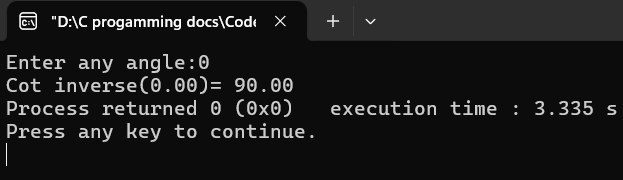 "D:\C progamming docs\Code
Enter any angle:0
Cot inverse(0.00)= 90.00
Process returned 0 (0x0)   execution time : 3.335 s
Press any key to continue.